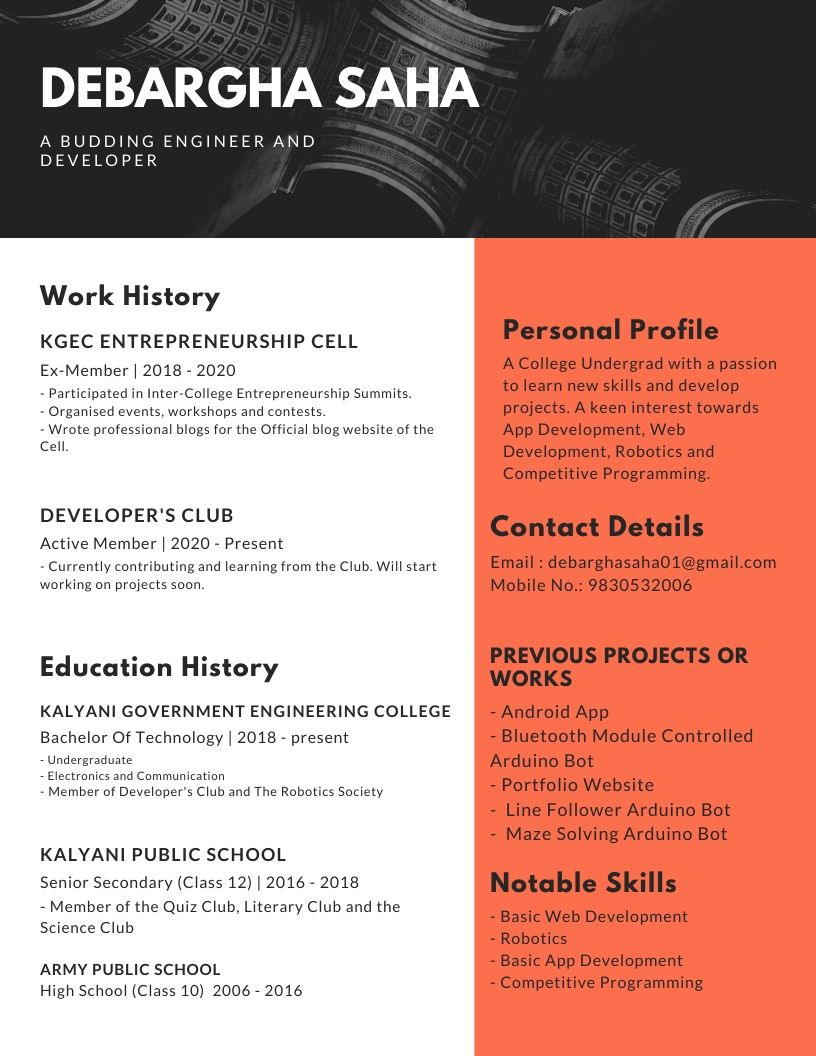 DEBARGHA SAHA
A BUDDING ENGINEER AND
DEVELOPER
Work History
KGEC ENTREPRENEURSHIP CELL
Ex-Member | 2018 - 2020
- Participated in Inter-College Entrepreneurship Summits.
- Organised events, workshops and contests.
- Wrote professional blogs for the Official blog website of the
Cell.
DEVELOPER'S CLUB
Active Member | 2020 - Present
- Currently contributing and learning from the Club. Will start
working on projects soon.
Education History
KALYANI GOVERNMENT ENGINEERING COLLEGE
Bachelor Of Technology | 2018 - present
- Undergraduate
- Electronics and Communication
- Member of Developer's Club and The Robotics Society
KALYANI PUBLIC SCHOOL
Senior Secondary (Class 12) | 2016 - 2018
- Member of the Quiz Club, Literary Club and the
Science Club
ARMY PUBLIC SCHOOL
High School (Class 10)  2006 - 2016
Personal Profile
A College Undergrad with a passion
to learn new skills and develop
projects. A keen interest towards
App Development, Web
Development, Robotics and
Competitive Programming.
Contact Details
Email : debarghasaha01@gmail.com
Mobile No.: 9830532006
PREVIOUS PROJECTS OR
WORKS
- Android App
- Bluetooth Module Controlled
Arduino Bot
- Portfolio Website
-  Line Follower Arduino Bot
-  Maze Solving Arduino Bot
Notable Skills
- Basic Web Development
- Robotics
- Basic App Development
- Competitive Programming